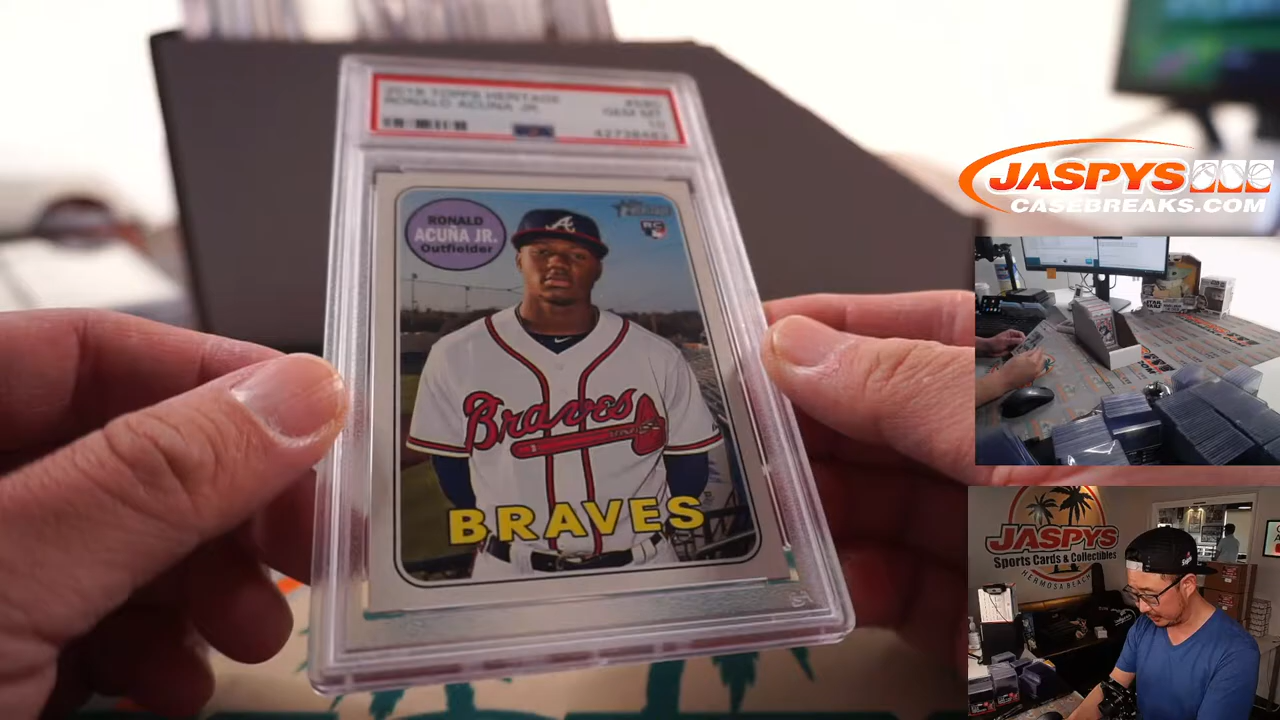 2018 TOPPS HERITAGE
RONALD ACUNA JR.
GEM MT
10
42738483
RONALD
ACUÑA JR.
Outfielder
RC
Braves
BRAVES
JASPYS
CASEBREAKS.COM
JASPYS
Sports Cards & Collectibles
HERMOSA BEACH